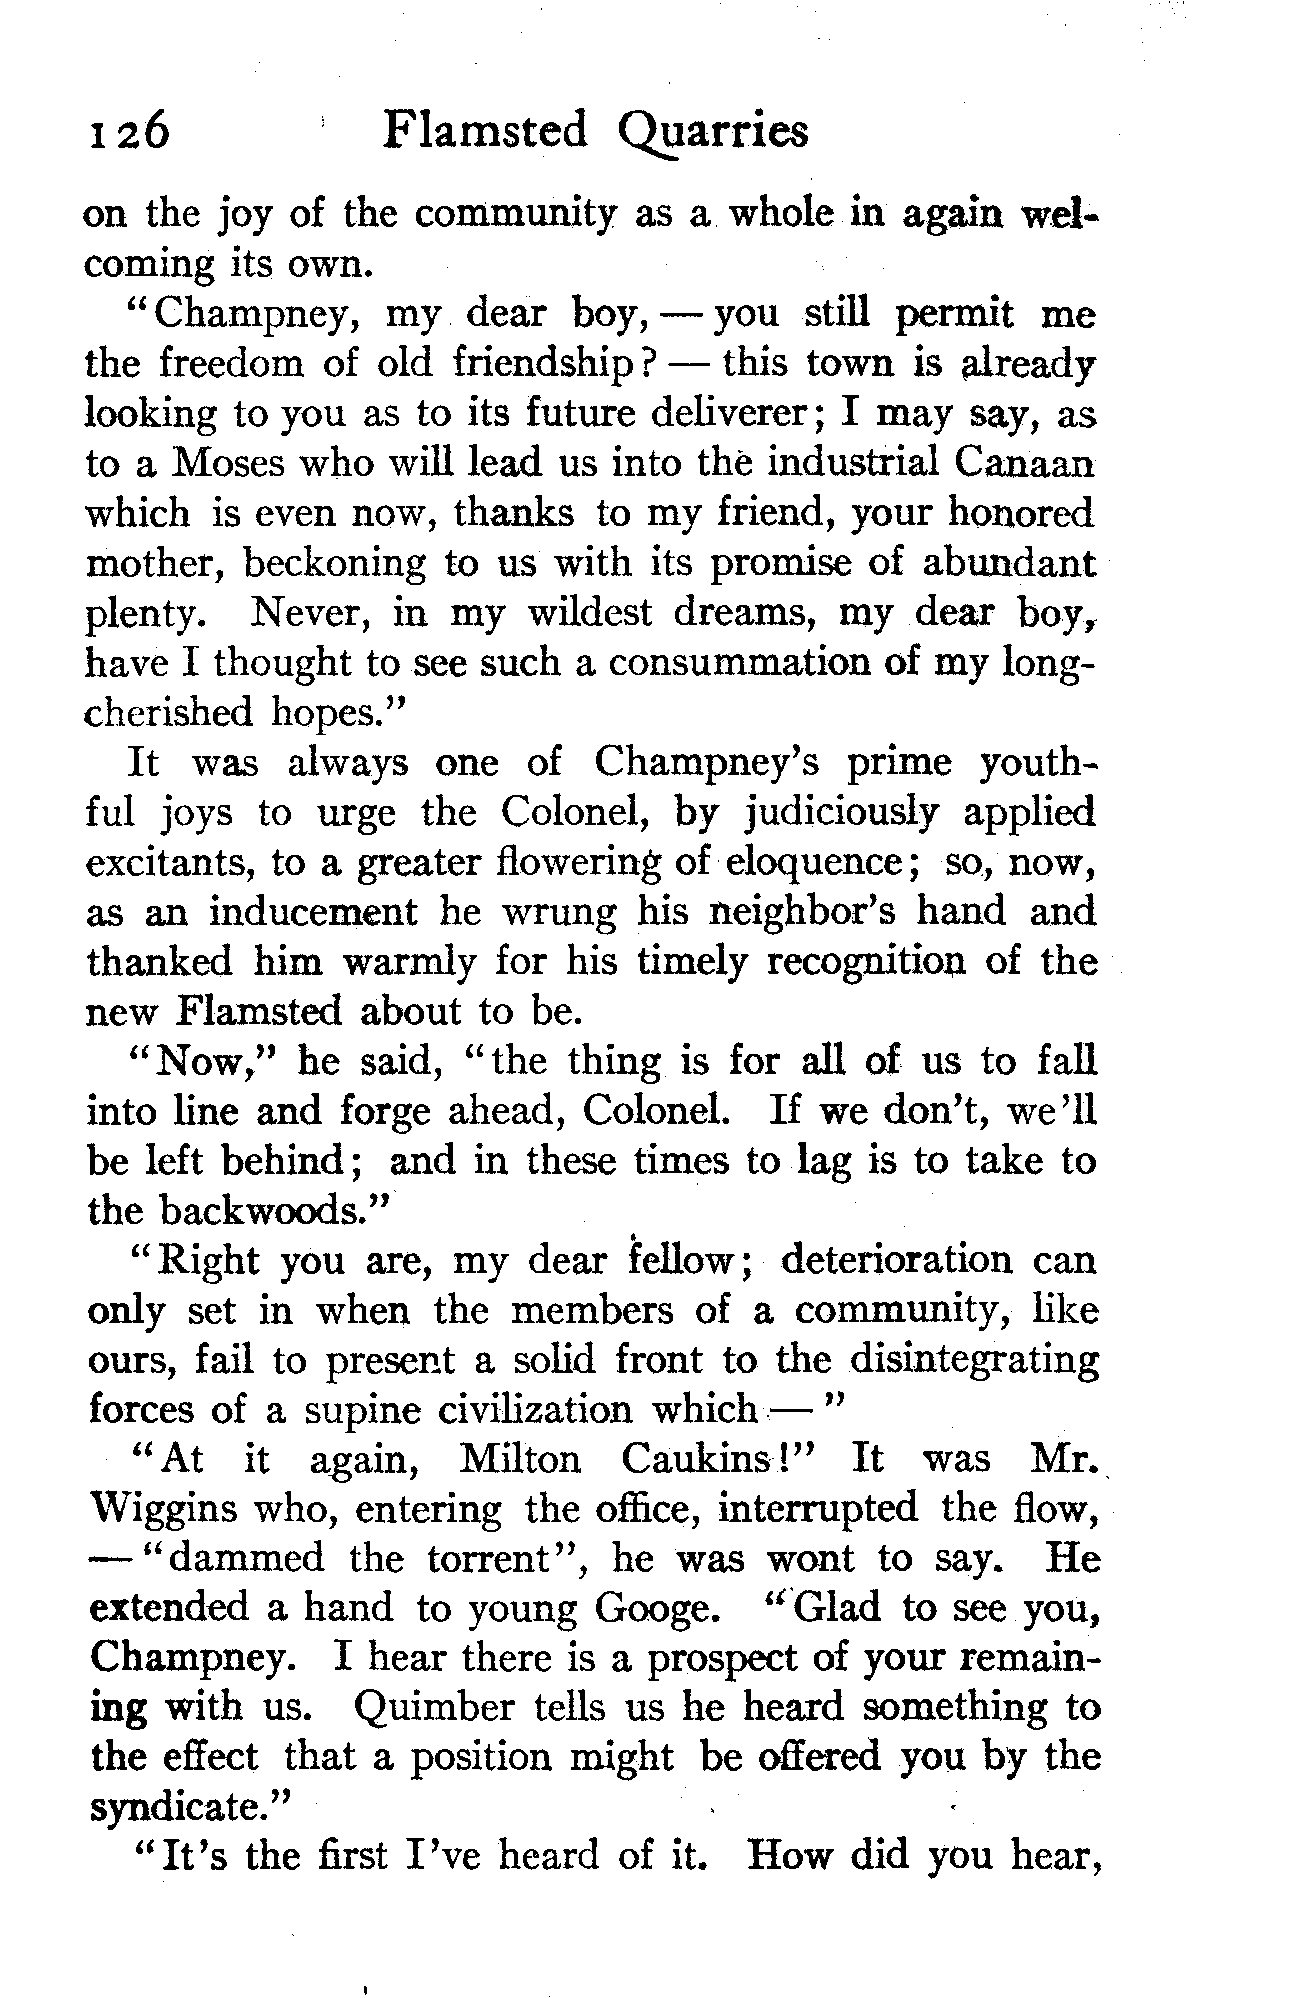 126 Flamsted Quarries
on the joy of the community as a whole in again wel-
coming its own.
"Champney, my dear boy, — you still permit me
the freedom of old friendship? — this town is already
looking to you as to its future deliverer; I may say, as
to a Moses who will lead us into the industrial Canaan
which is even now, thanks to my friend, your honored
mother, beckoning to us with its promise of abundant
plenty. Never, in my wildest dreams, my dear boy,
have I thought to see such a consummation of my long-
cherished hopes."
It was always one of Champney's prime youth-
ful joys to urge the Colonel, by judiciously applied
excitants, to a greater flowering of eloquence; so, now,
as an inducement he wrung his neighbor's hand and
thanked him warmly for his timely recognition of the
new Flamsted about to be.
"Now," he said, "the thing is for all of us to fall
into line and forge ahead, Colonel. If we don't, we'll
be left behind; and in these times to lag is to take to
the backwoods."
"Right you are, my dear fellow; deterioration can
only set in when the members of a community, like
ours, fail to present a solid front to the disintegrating
forces of a supine civilization which — "
"At it again, Milton Caukins!" It was Mr.
Wiggins who, entering the office, interrupted the flow,
— "dammed the torrent", he was wont to say. He
extended a hand to young Googe. "Glad to see you,
Champney. I hear there is a prospect of your remain-
ing with us. Quimber tells us he heard something to
the effect that a position might be offered you by the
syndicate."
"It's the first I've heard of it. How did you hear,